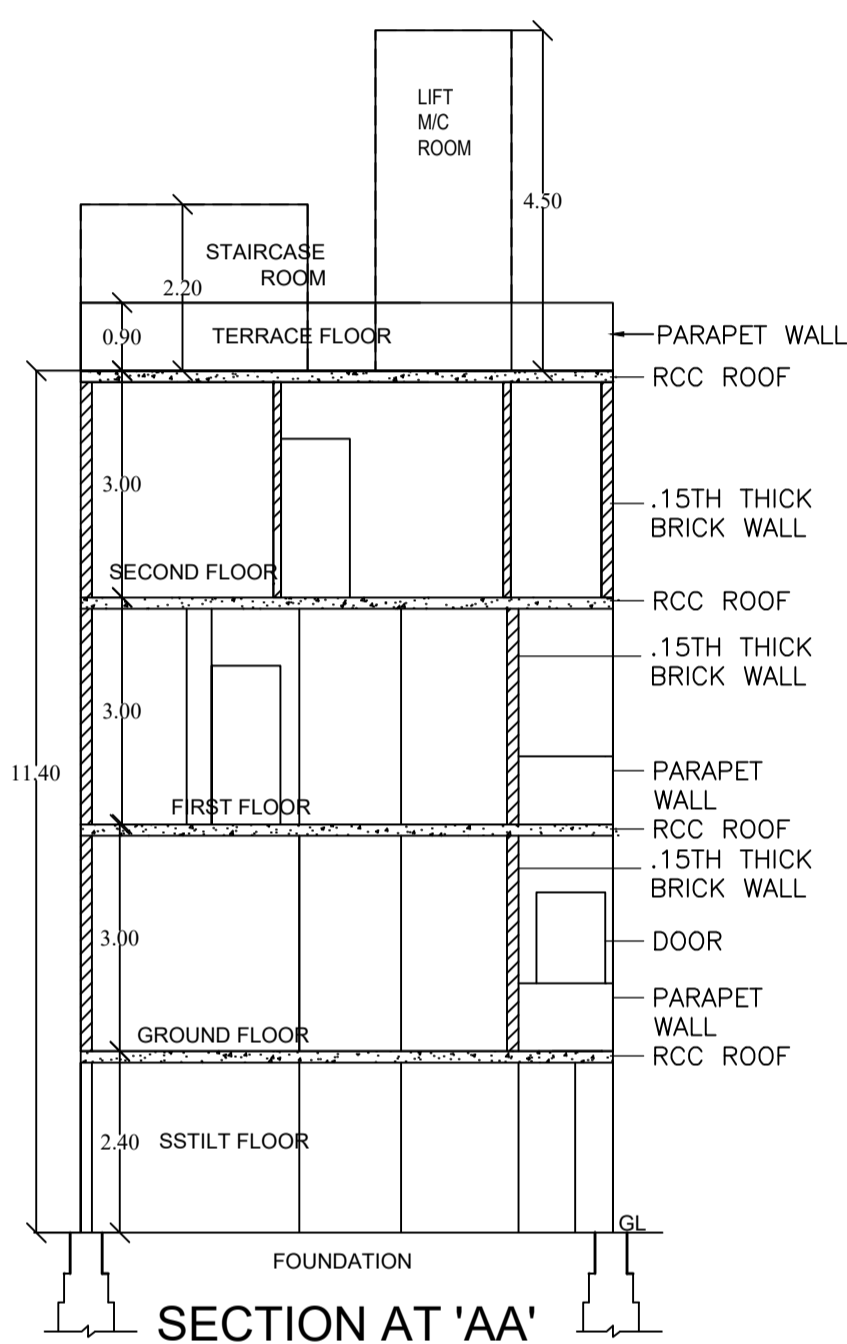 LIFT
M/C
ROOM
4.50
STAIRCASE
ROOM
2.20
0.90
TERRACE FLOOR
PARAPET WALL
RCC ROOF
3.00
.15TH THICK
BRICK WALL
SECOND FLOOR
RCC ROOF
.15TH THICK
BRICK WALL
3.00
11.40
PARAPET
WALL
FIRST FLOOR
RCC ROOF
.15TH THICK
BRICK WALL
3.00
DOOR
PARAPET
WALL
GROUND FLOOR
RCC ROOF
2.40
SSTILT FLOOR
GL
FOUNDATION
SECTION AT 'AA'